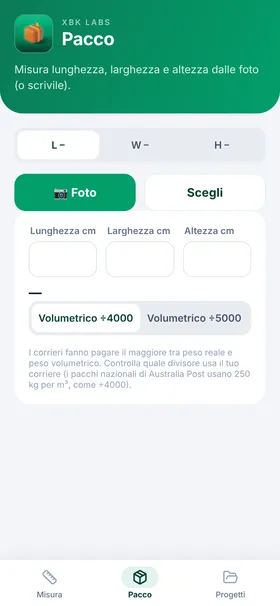 XBK LABS
Pacco
Misura lunghezza, larghezza e altezza dalle foto
(o scrivile).
L –
W –
H –
📷 Foto
Scegli
Lunghezza cm
Larghezza cm
Altezza cm
—
Volumetrico ÷4000
Volumetrico ÷5000
I corrieri fanno pagare il maggiore tra peso reale e
peso volumetrico. Controlla quale divisore usa il tuo
corriere (i pacchi nazionali di Australia Post usano 250
kg per m³, come ÷4000).
Misura
Pacco
Progetti